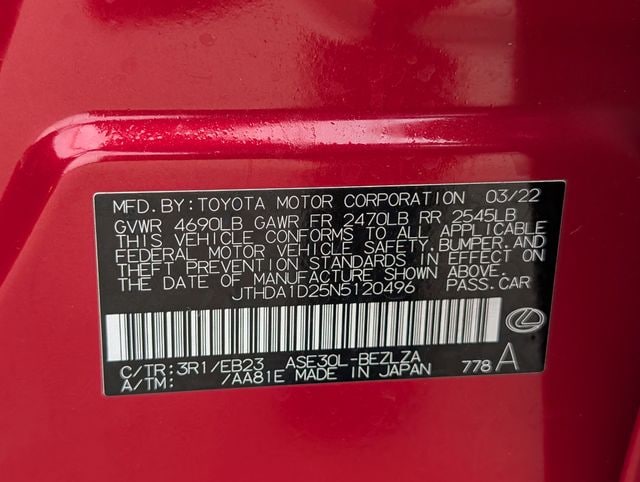 MFD.BY:TOYOTA MOTOR CORPORATION 03/22
GVWR 4690LB GAWR FR 2470LB RR 2545LB
THIS VEHICLE CONFORMS TO ALL APPLICABLE
FEDERAL MOTOR VEHICLE SAFETY,BUMPER,AND
THEFT PREVENTION STANDARDS IN EFFECT ON
THE DATE OF MANUFACTURE SHOWN ABOVE.
JTHDA1D25N5120496 PASS.CAR
C/TR:3R1/EB23 ASE30L-BEZLZA
A/TM: /AA81E MADE IN JAPAN 778 A